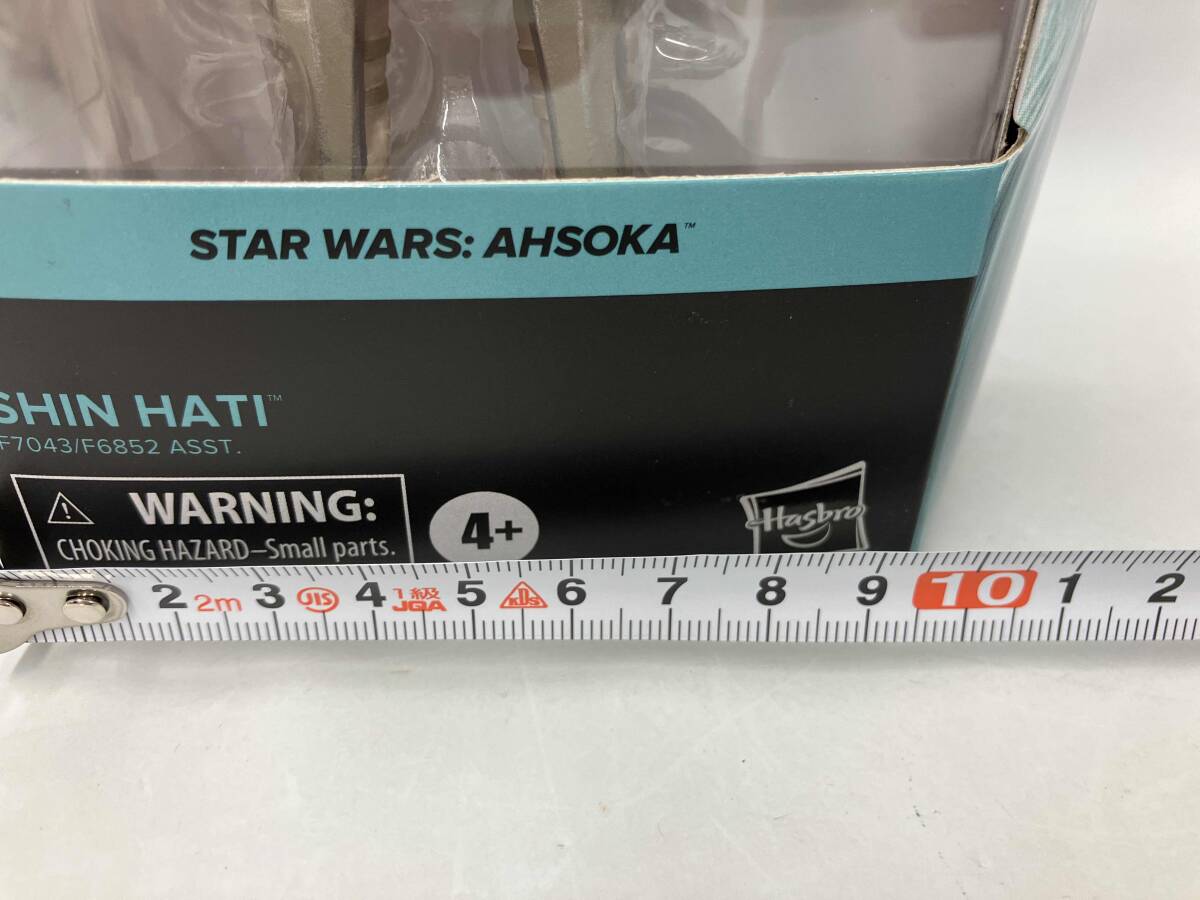 STAR WARS: AHSOKA™
SHIN HATI™
F7043/F6852 ASST.
WARNING:
CHOKING HAZARD–Small parts.
4+
Hasbro
2 2m 3 JIS 4 1級 JQA 5 KDS 6 7 8 9 10 1 2